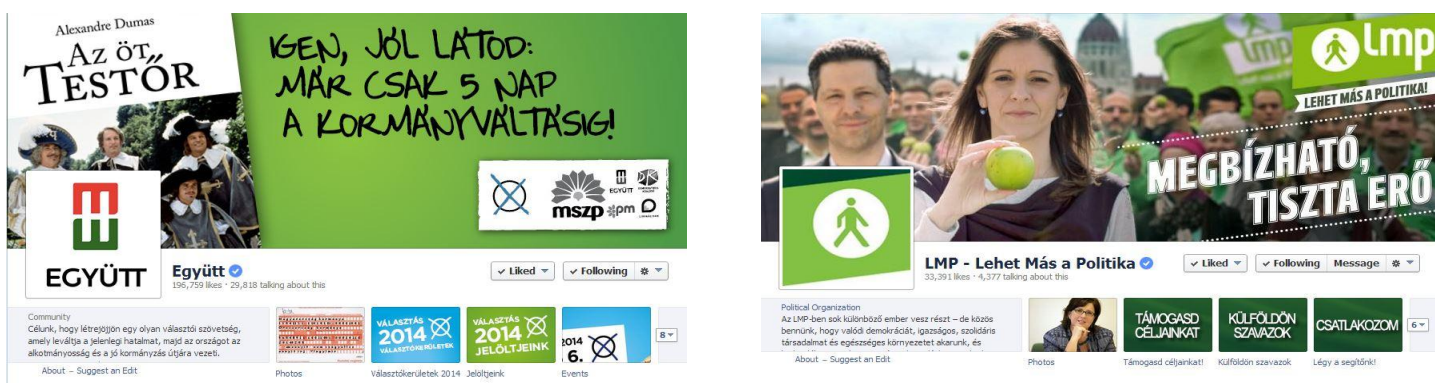 Alexandre Dumas
AZ ÖT
TESTŐR
IGEN, JÓL LÁTOD:
MÁR CSAK 5 NAP
A KORMÁNYVÁLTÁSIG!
mszp
EGYÜTT
pm
EGYÜTT
Együtt
196,759 likes · 29,818 talking about this
Liked
Following
Community
Célunk, hogy létrejöjjön egy olyan választói szövetség,
amely leváltja a jelenlegi hatalmat, majd az országot az
alkotmányosság és a jó kormányzás útjára vezeti.
About – Suggest an Edit
Photos
VÁLASZTÁS
2014
VÁLASZTÓKERÜLETEK
Választókerületek 2014
VÁLASZTÁS
2014
JELÖLTJEINK
Jelöltjeink
2014
6.
Events
8
lmp
lmp
LEHET MÁS A POLITIKA!
MEGBÍZHATÓ,
TISZTA ERŐ
LMP - Lehet Más a Politika
33,391 likes · 4,377 talking about this
Liked
Following
Message
Political Organization
Az LMP-ben sok különböző ember vesz részt – de közös
bennünk, hogy valódi demokráciát, igazságos, szolidáris
társadalmat és egészséges környezetet akarunk, és
About – Suggest an Edit
Photos
TÁMOGASD
CÉLJAINKAT
Támogasd céljainkat!
KÜLFÖLDÖN
SZAVAZOK
Külföldön szavazok
CSATLAKOZOM
Légy a segítőnk!
6